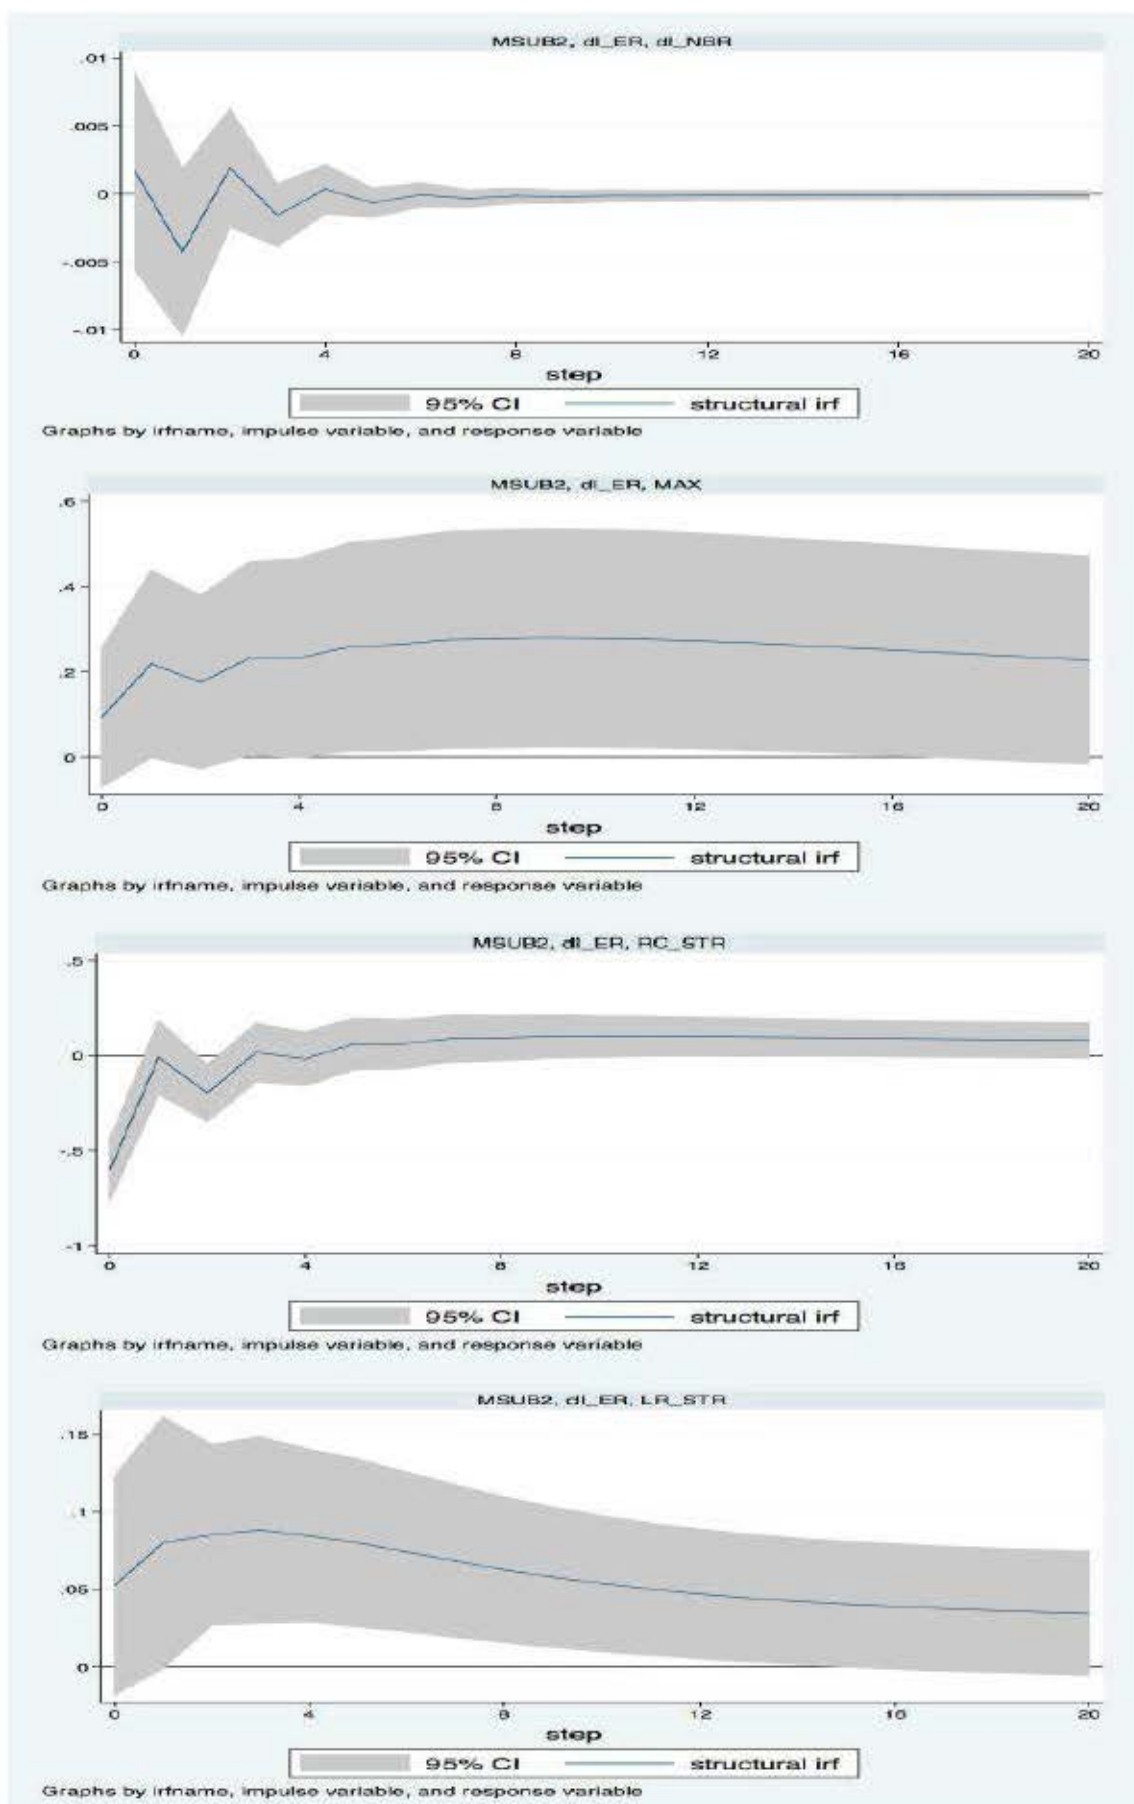 MSUB2, dl_ER, dl_NBR
.01
.005
0
-.005
-.01
0 4 8 12 16 20
step
95% CI structural irf
Graphs by irfname, impulse variable, and response variable
MSUB2, dl_ER, MAX
.6
.4
.2
0
0 4 8 12 16 20
step
95% CI structural irf
Graphs by irfname, impulse variable, and response variable
MSUB2, dl_ER, RC_STR
.5
0
-.5
-1
0 4 8 12 16 20
step
95% CI structural irf
Graphs by irfname, impulse variable, and response variable
MSUB2, dl_ER, LR_STR
.15
.1
.05
0
0 4 8 12 16 20
step
95% CI structural irf
Graphs by irfname, impulse variable, and response variable